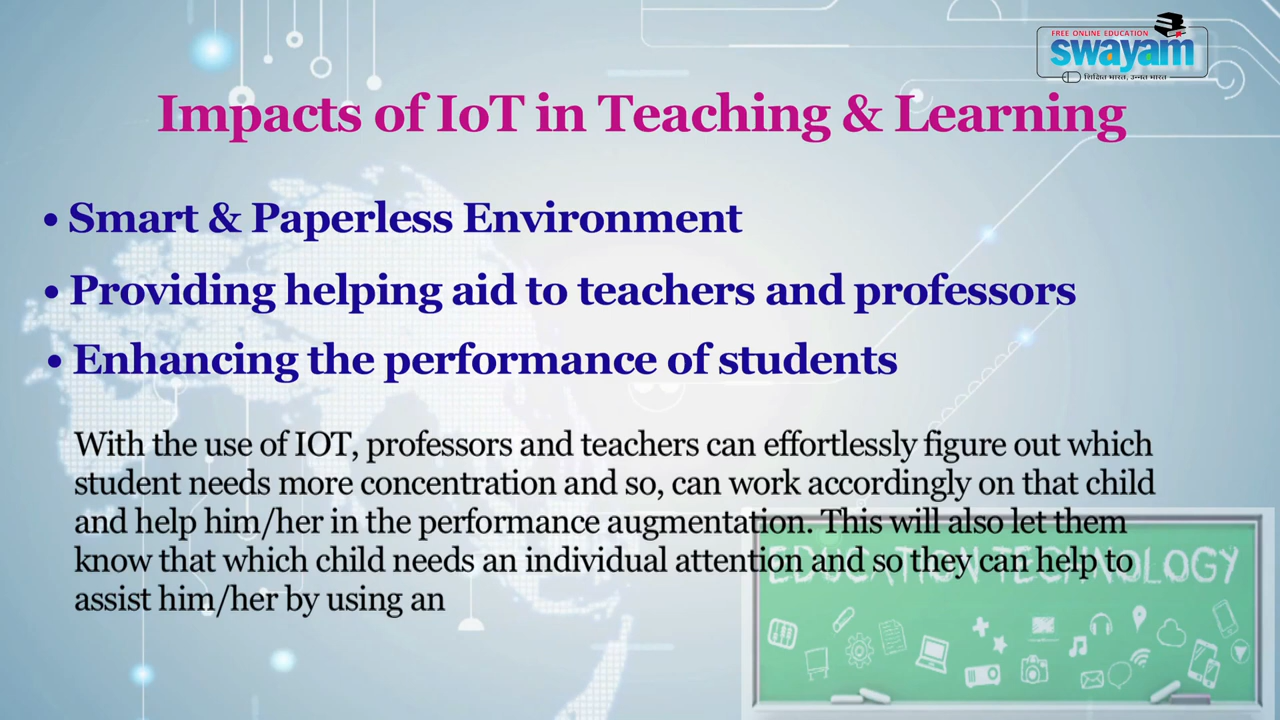 FREE ONLINE EDUCATION
swayam
शिक्षित भारत, उन्नत भारत
Impacts of IoT in Teaching & Learning
• Smart & Paperless Environment
• Providing helping aid to teachers and professors
• Enhancing the performance of students
With the use of IOT, professors and teachers can effortlessly figure out which
student needs more concentration and so, can work accordingly on that child
and help him/her in the performance augmentation. This will also let them
know that which child needs an individual attention and so they can help to
assist him/her by using an
EDUCATION TECHNOLOGY